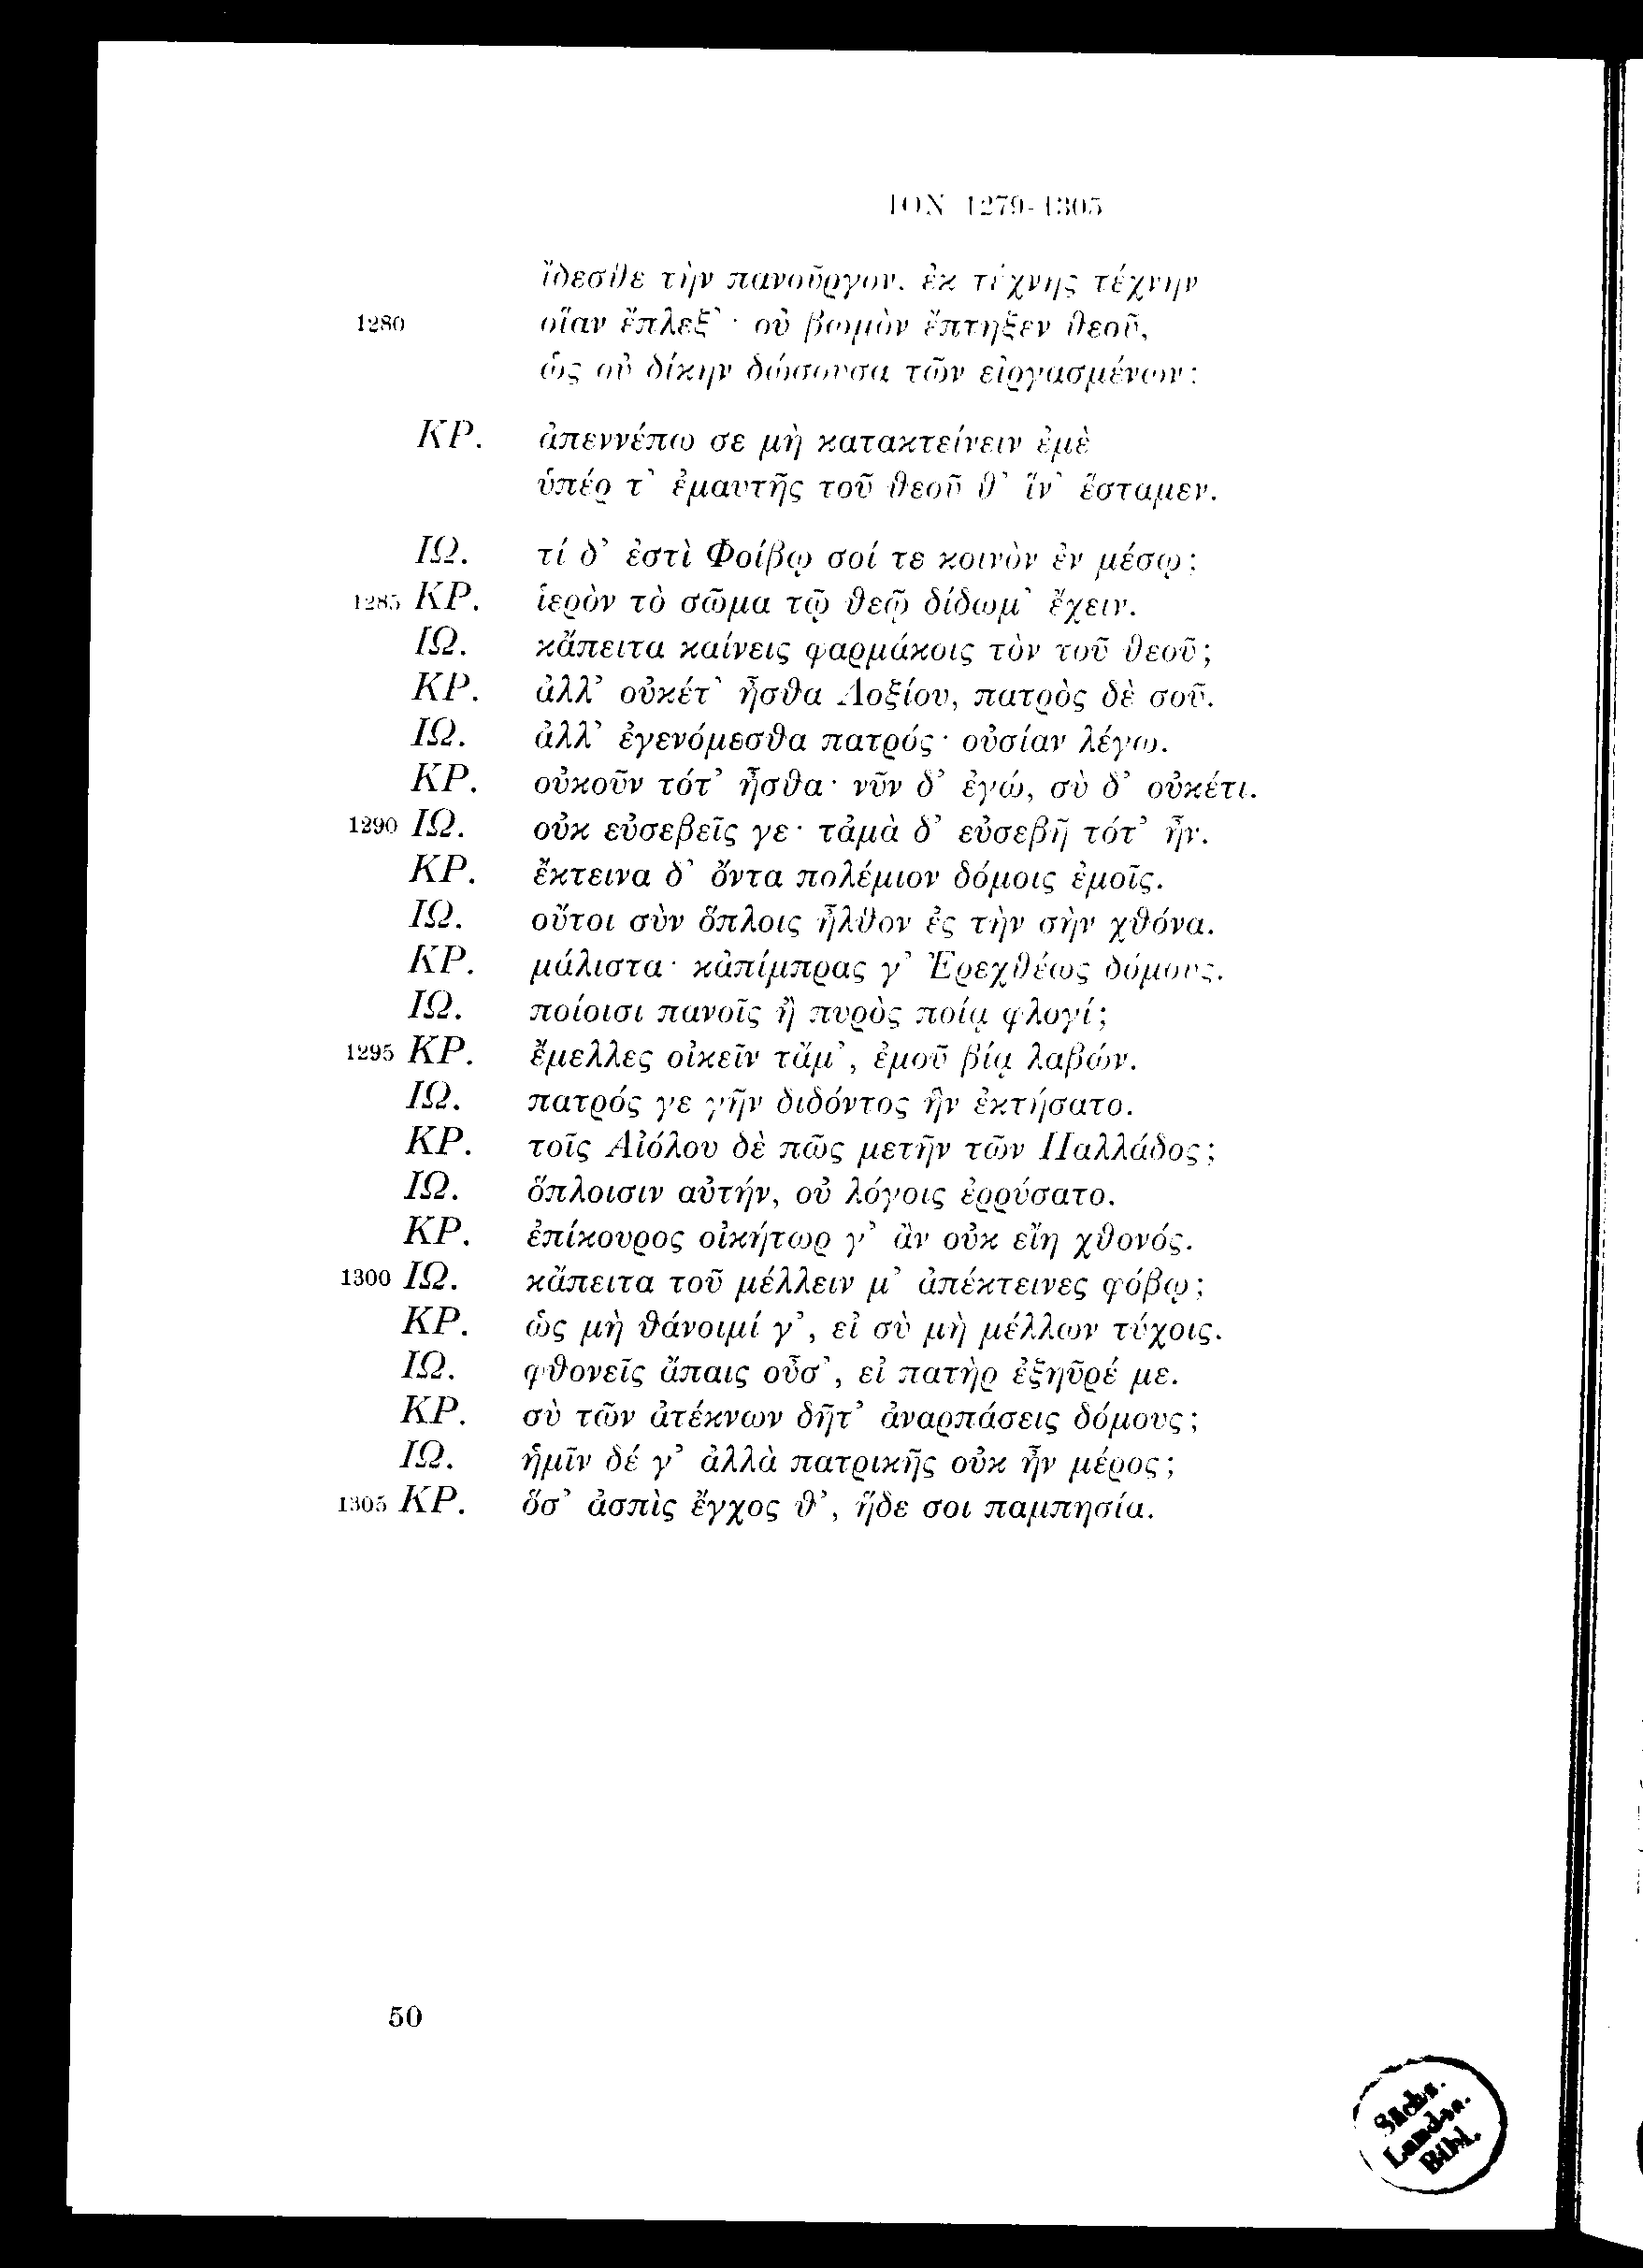 ION 1279-1305
ἴδεσθε τὴν πανοῦργον. ἐκ τέχνης τέχνην
1280 οἵαν ἔπλεξ᾽· οὐ βωμὸν ἔπτηξεν θεοῦ,
ὡς οὐ δίκην δώσουσα τῶν εἰργασμένων;
ΚΡ. ἀπεννέπω σε μὴ κατακτείνειν ἐμὲ
ὑπέρ τ᾽ ἐμαυτῆς τοῦ θεοῦ θ᾽ ἵν᾽ ἕσταμεν.
ΙΩ. τί δ᾽ ἐστὶ Φοίβῳ σοί τε κοινὸν ἐν μέσῳ;
1285 ΚΡ. ἱερὸν τὸ σῶμα τῷ θεῷ δίδωμ᾽ ἔχειν.
ΙΩ. κἄπειτα καίνεις φαρμάκοις τὸν τοῦ θεοῦ;
ΚΡ. ἀλλ᾽ οὐκέτ᾽ ἦσθα Λοξίου, πατρὸς δὲ σοῦ.
ΙΩ. ἀλλ᾽ ἐγενόμεσθα πατρός· οὐσίαν λέγω.
ΚΡ. οὐκοῦν τότ᾽ ἦσθα· νῦν δ᾽ ἐγώ, σὺ δ᾽ οὐκέτι.
1290 ΙΩ. οὐκ εὐσεβεῖς γε· τἀμὰ δ᾽ εὐσεβῆ τότ᾽ ἦν.
ΚΡ. ἔκτεινα δ᾽ ὄντα πολέμιον δόμοις ἐμοῖς.
ΙΩ. οὔτοι σὺν ὅπλοις ἦλθον ἐς τὴν σὴν χθόνα.
ΚΡ. μάλιστα· κἀπίμπρας γ᾽ Ἐρεχθέως δόμους.
ΙΩ. ποίοισι πανοῖς ἢ πυρὸς ποίᾳ φλογί;
1295 ΚΡ. ἔμελλες οἰκεῖν τἄμ᾽, ἐμοῦ βίᾳ λαβών.
ΙΩ. πατρός γε γῆν διδόντος ἣν ἐκτήσατο.
ΚΡ. τοῖς Αἰόλου δὲ πῶς μετῆν τῶν Παλλάδος;
ΙΩ. ὅπλοισιν αὐτήν, οὐ λόγοις ἐρρύσατο.
ΚΡ. ἐπίκουρος οἰκήτωρ γ᾽ ἂν οὐκ εἴη χθονός.
1300 ΙΩ. κἄπειτα τοῦ μέλλειν μ᾽ ἀπέκτεινες φόβῳ;
ΚΡ. ὡς μὴ θάνοιμί γ᾽, εἰ σὺ μὴ μέλλων τύχοις.
ΙΩ. φθονεῖς ἄπαις οὖσ᾽, εἰ πατὴρ ἐξηῦρέ με.
ΚΡ. σὺ τῶν ἀτέκνων δῆτ᾽ ἀναρπάσεις δόμους;
ΙΩ. ἡμῖν δέ γ᾽ ἀλλὰ πατρικῆς οὐκ ἦν μέρος;
1305 ΚΡ. ὅσ᾽ ἀσπὶς ἔγχος θ᾽, ἥδε σοι παμπησία.
50
Sächs.
Landes.
Bibl.